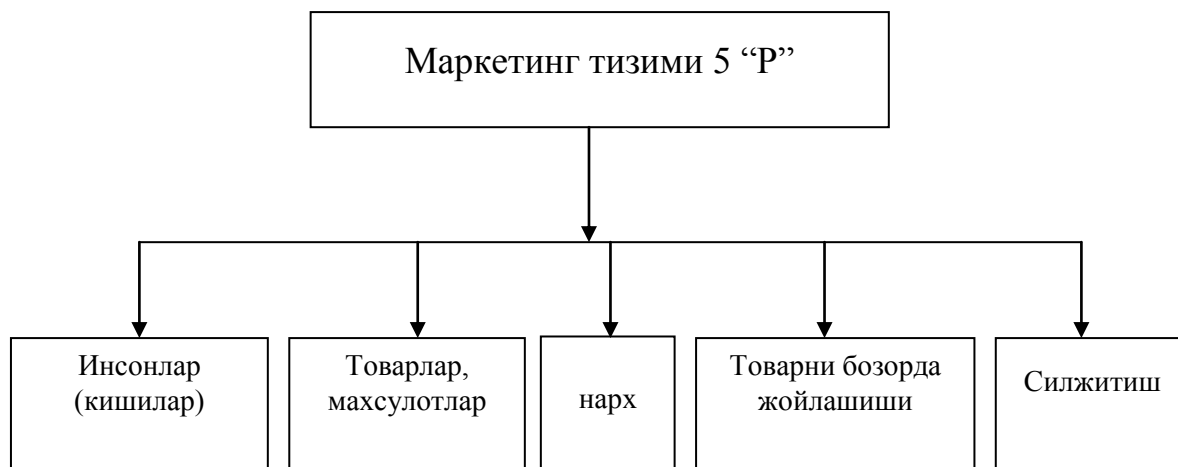 Маркетинг тизими 5 “Р”
Инсонлар
(кишилар)
Товарлар,
махсулотлар
нарх
Товарни бозорда
жойлашиши
Силжитиш